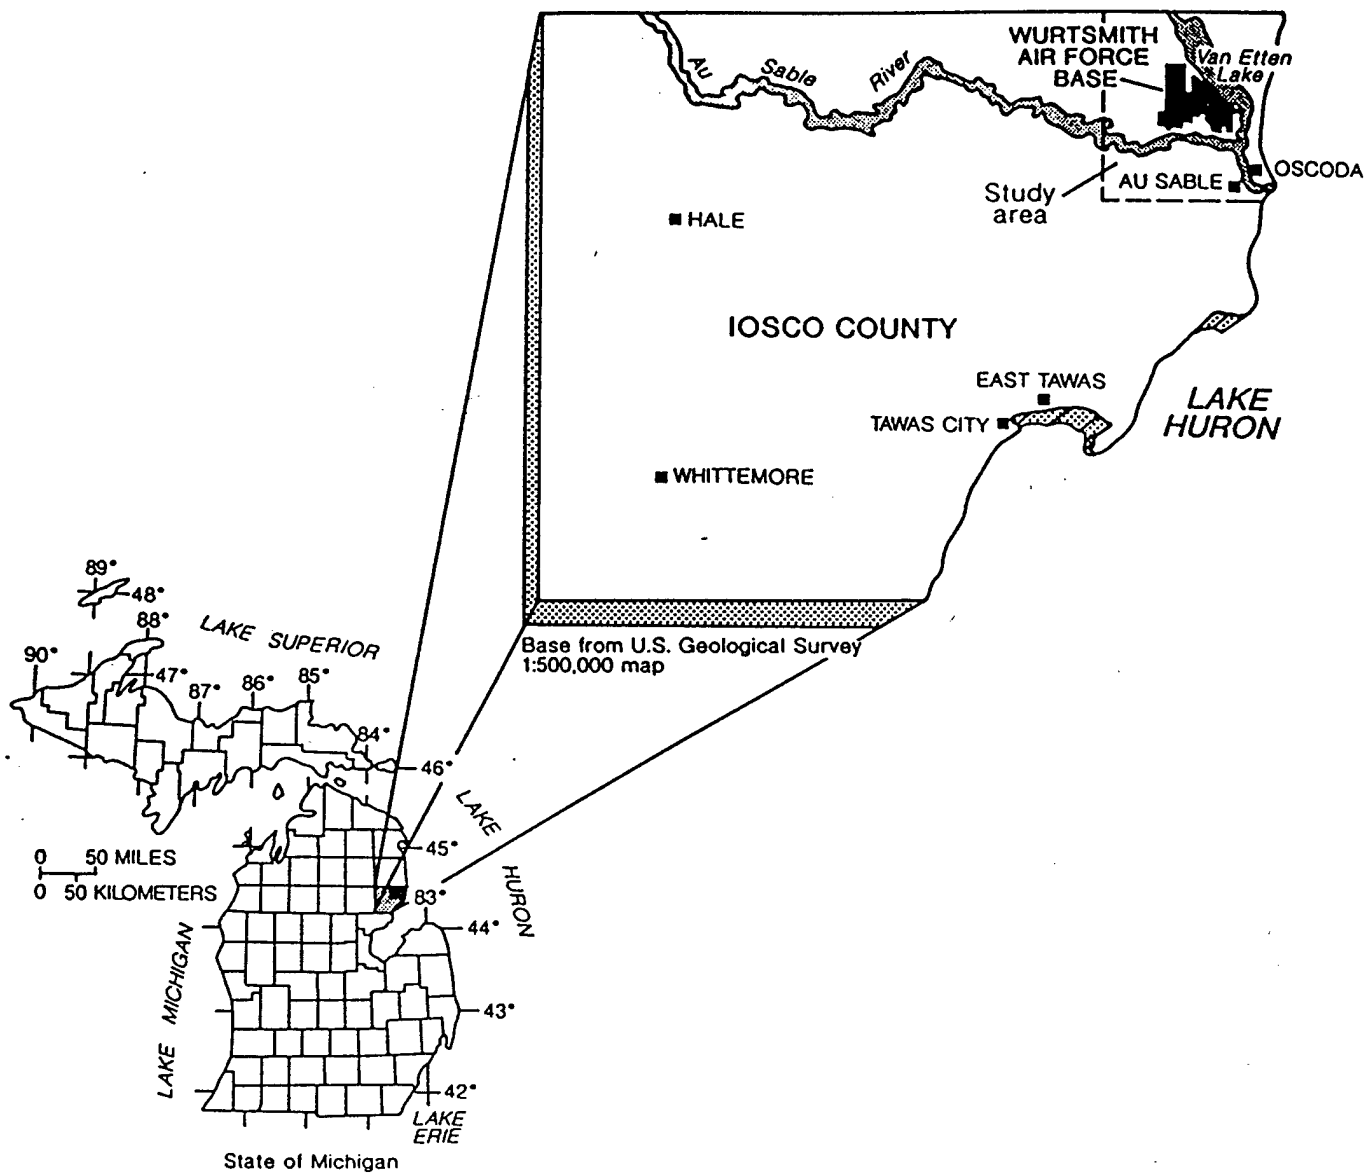 WURTSMITH
AIR FORCE
BASE
Van Etten
Lake
Au
Sable
River
OSCODA
AU SABLE
Study
area
HALE
IOSCO COUNTY
EAST TAWAS
TAWAS CITY
LAKE
HURON
WHITTEMORE
Base from U.S. Geological Survey
1:500,000 map
89°
48°
88°
LAKE SUPERIOR
90°
47°
87°
86°
85°
84°
46°
LAKE
HURON
45°
0 50 MILES
0 50 KILOMETERS
83°
44°
LAKE MICHIGAN
43°
42°
LAKE
ERIE
State of Michigan